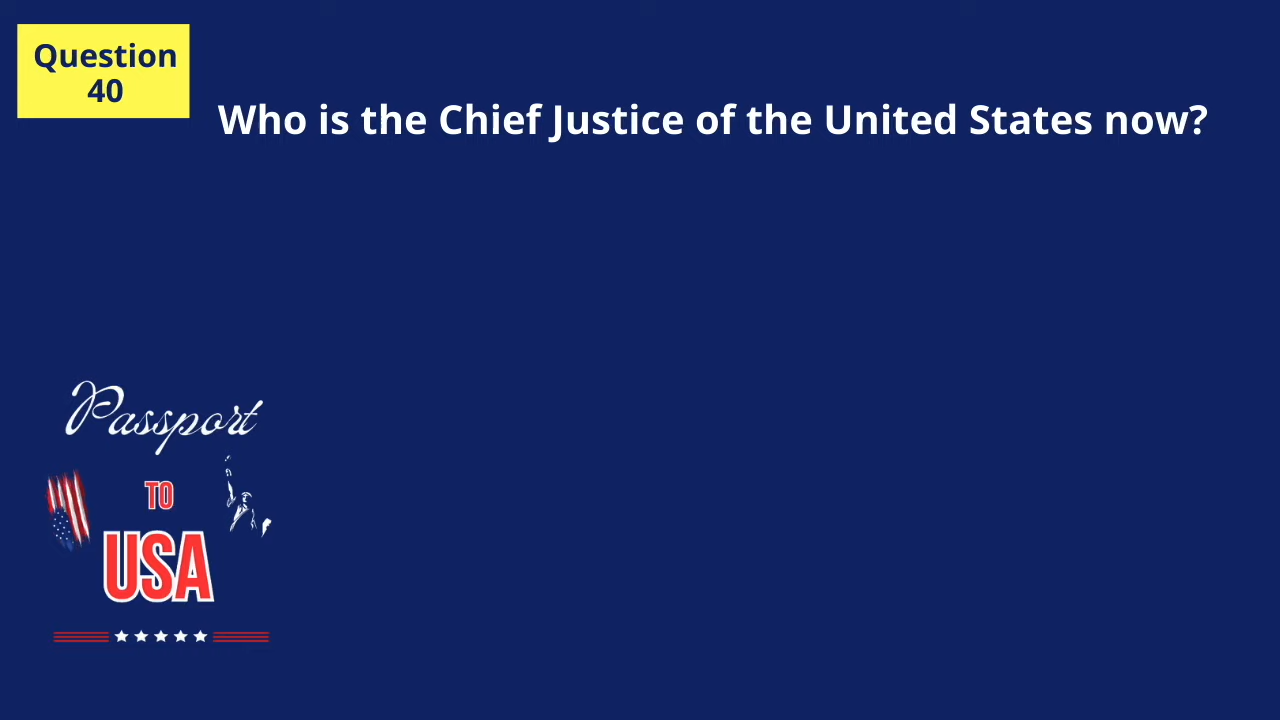 Question
40
Who is the Chief Justice of the United States now?
Passport
TO
USA